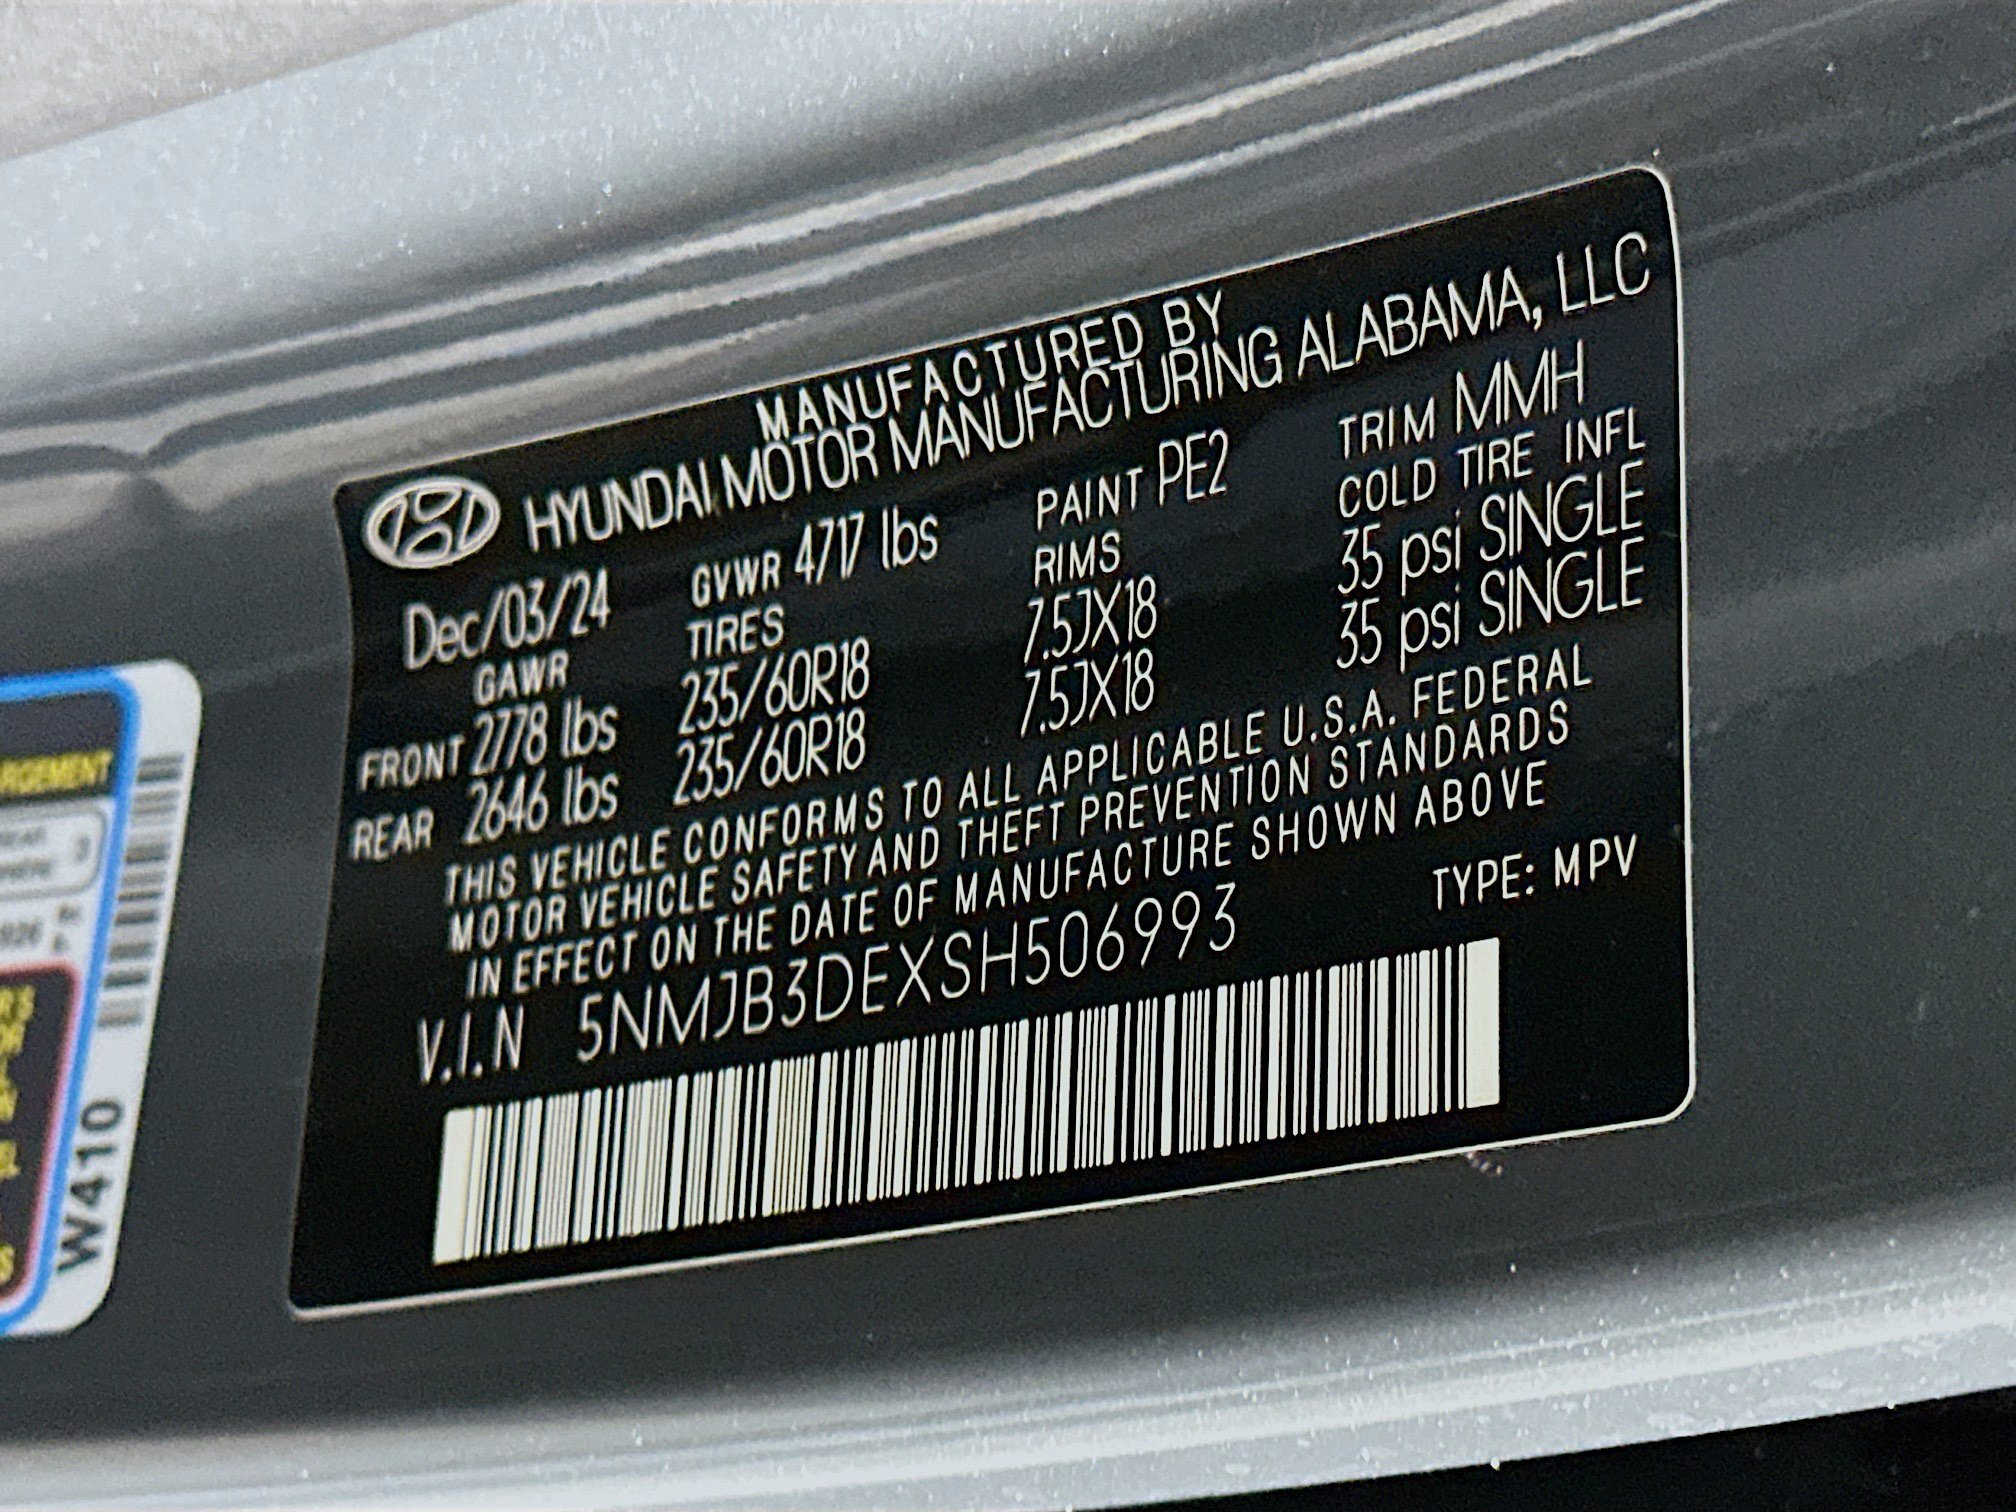 MANUFACTURED BY
HYUNDAI MOTOR MANUFACTURING ALABAMA, LLC
Dec/03/24 GVWR 4717 lbs PAINT PE2 TRIM MMH
GAWR TIRES RIMS COLD TIRE INFL
FRONT 2778 lbs 235/60R18 7.5JX18 35 psi SINGLE
REAR 2646 lbs 235/60R18 7.5JX18 35 psi SINGLE
THIS VEHICLE CONFORMS TO ALL APPLICABLE U.S.A. FEDERAL
MOTOR VEHICLE SAFETY AND THEFT PREVENTION STANDARDS
IN EFFECT ON THE DATE OF MANUFACTURE SHOWN ABOVE
V.I.N 5NMJB3DEXSH506993 TYPE: MPV
W410